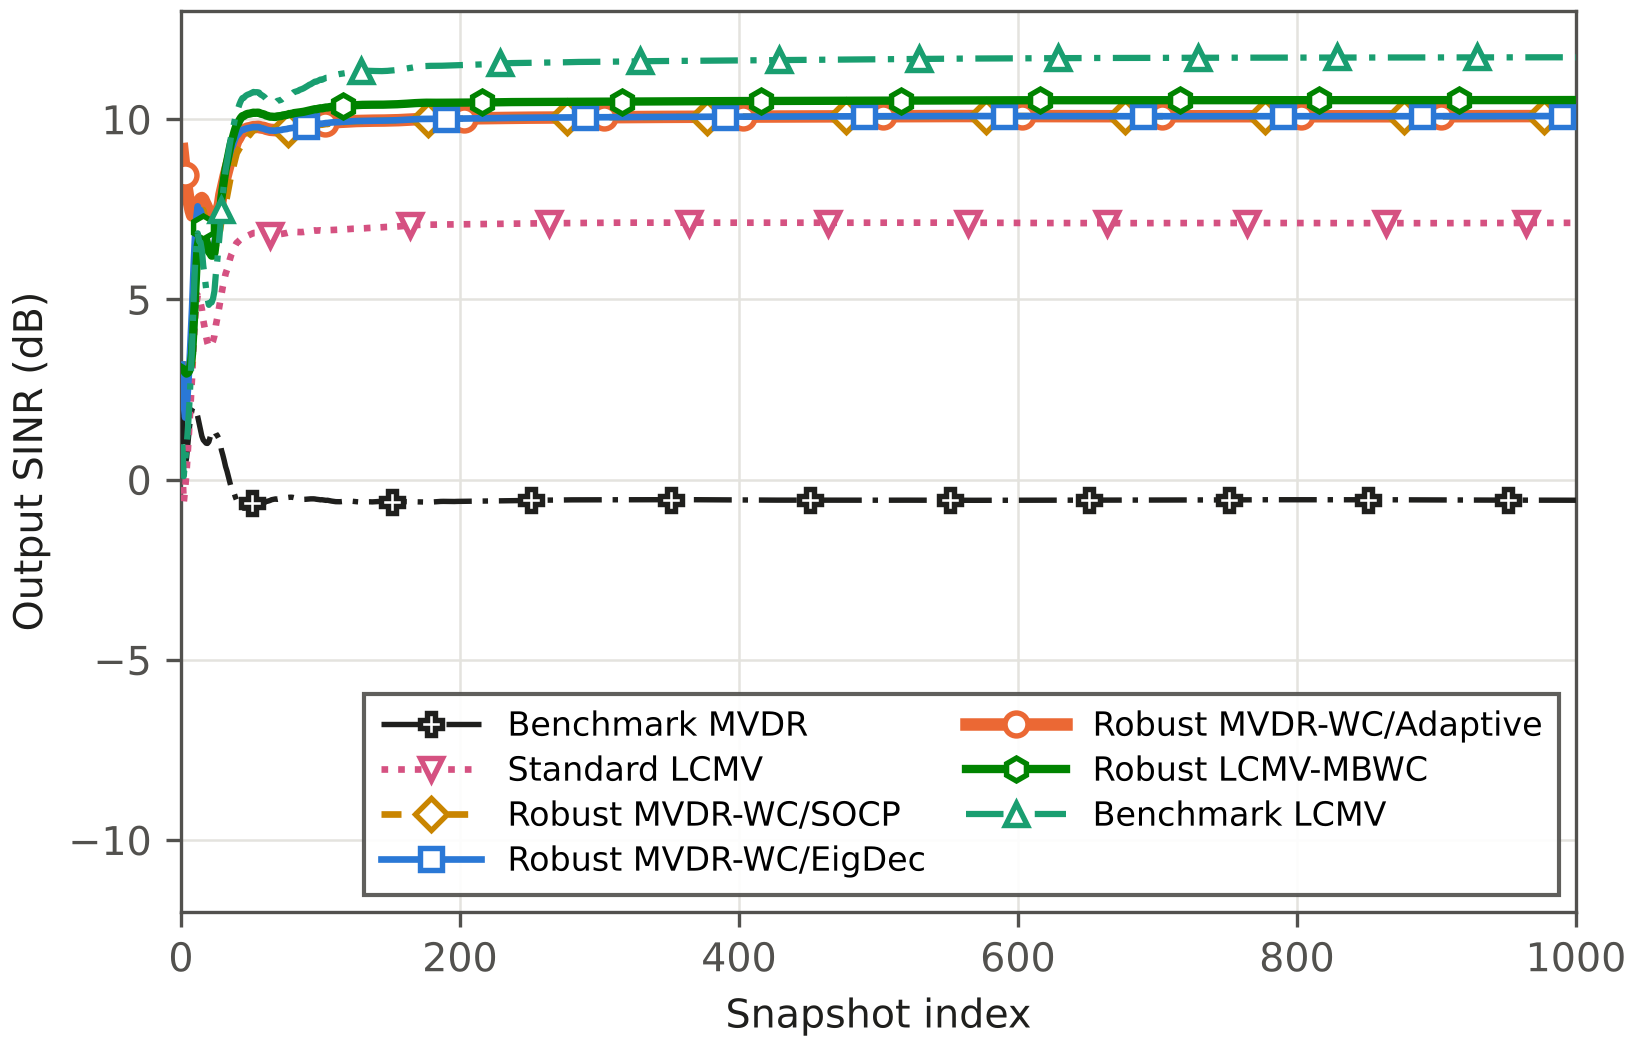 Output SINR (dB)
10
5
0
−5
−10
Benchmark MVDR
Standard LCMV
Robust MVDR-WC/SOCP
Robust MVDR-WC/EigDec
Robust MVDR-WC/Adaptive
Robust LCMV-MBWC
Benchmark LCMV
0 200 400 600 800 1000
Snapshot index